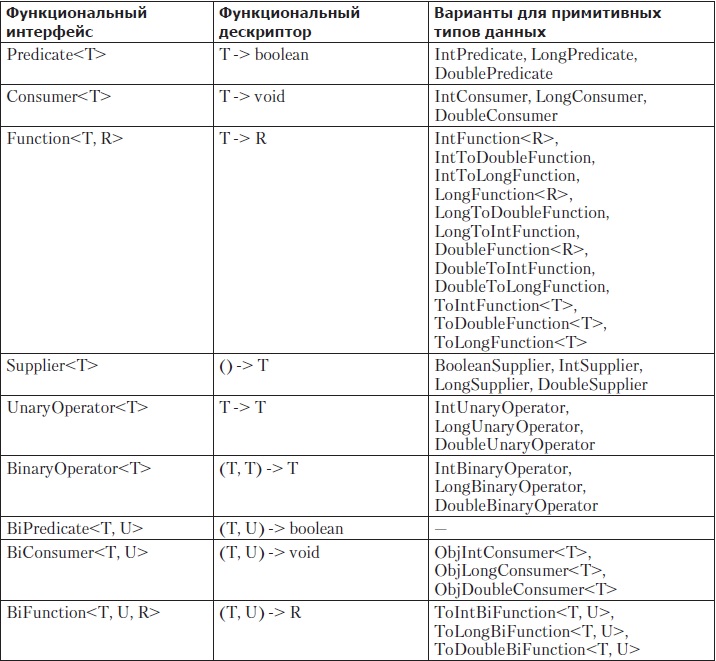 Функциональный интерфейс
Функциональный дескриптор
Варианты для примитивных типов данных
Predicate<T>
T -> boolean
IntPredicate, LongPredicate,
DoublePredicate
Consumer<T>
T -> void
IntConsumer, LongConsumer,
DoubleConsumer
Function<T, R>
T -> R
IntFunction<R>,
IntToDoubleFunction,
IntToLongFunction,
LongFunction<R>,
LongToDoubleFunction,
LongToIntFunction,
DoubleFunction<R>,
DoubleToIntFunction,
DoubleToLongFunction,
ToIntFunction<T>,
ToDoubleFunction<T>,
ToLongFunction<T>
Supplier<T>
() -> T
BooleanSupplier, IntSupplier,
LongSupplier, DoubleSupplier
UnaryOperator<T>
T -> T
IntUnaryOperator,
LongUnaryOperator,
DoubleUnaryOperator
BinaryOperator<T>
(T, T) -> T
IntBinaryOperator,
LongBinaryOperator,
DoubleBinaryOperator
BiPredicate<T, U>
(T, U) -> boolean
—
BiConsumer<T, U>
(T, U) -> void
ObjIntConsumer<T>,
ObjLongConsumer<T>,
ObjDoubleConsumer<T>
BiFunction<T, U, R>
(T, U) -> R
ToIntBiFunction<T, U>,
ToLongBiFunction<T, U>,
ToDoubleBiFunction<T, U>